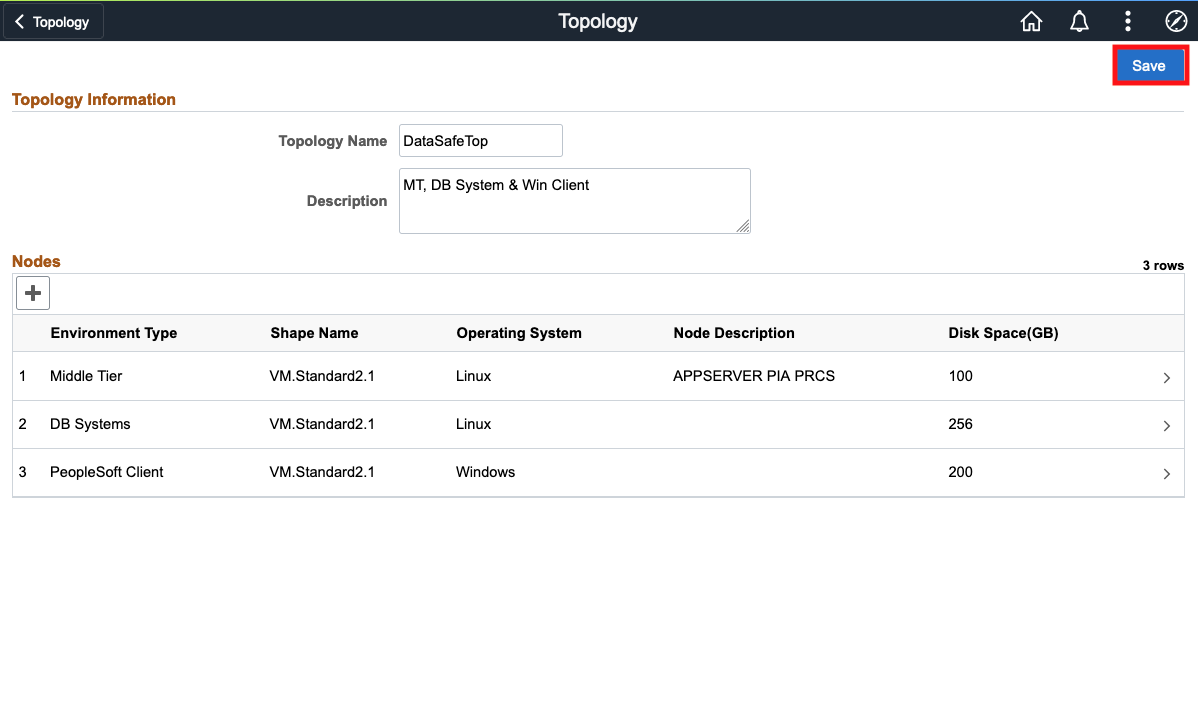 Topology
Topology
Save
Topology Information
Topology Name DataSafeTop
Description MT, DB System & Win Client
Nodes
3 rows
Environment Type Shape Name Operating System Node Description Disk Space(GB)
1 Middle Tier VM.Standard2.1 Linux APPSERVER PIA PRCS 100
2 DB Systems VM.Standard2.1 Linux 256
3 PeopleSoft Client VM.Standard2.1 Windows 200